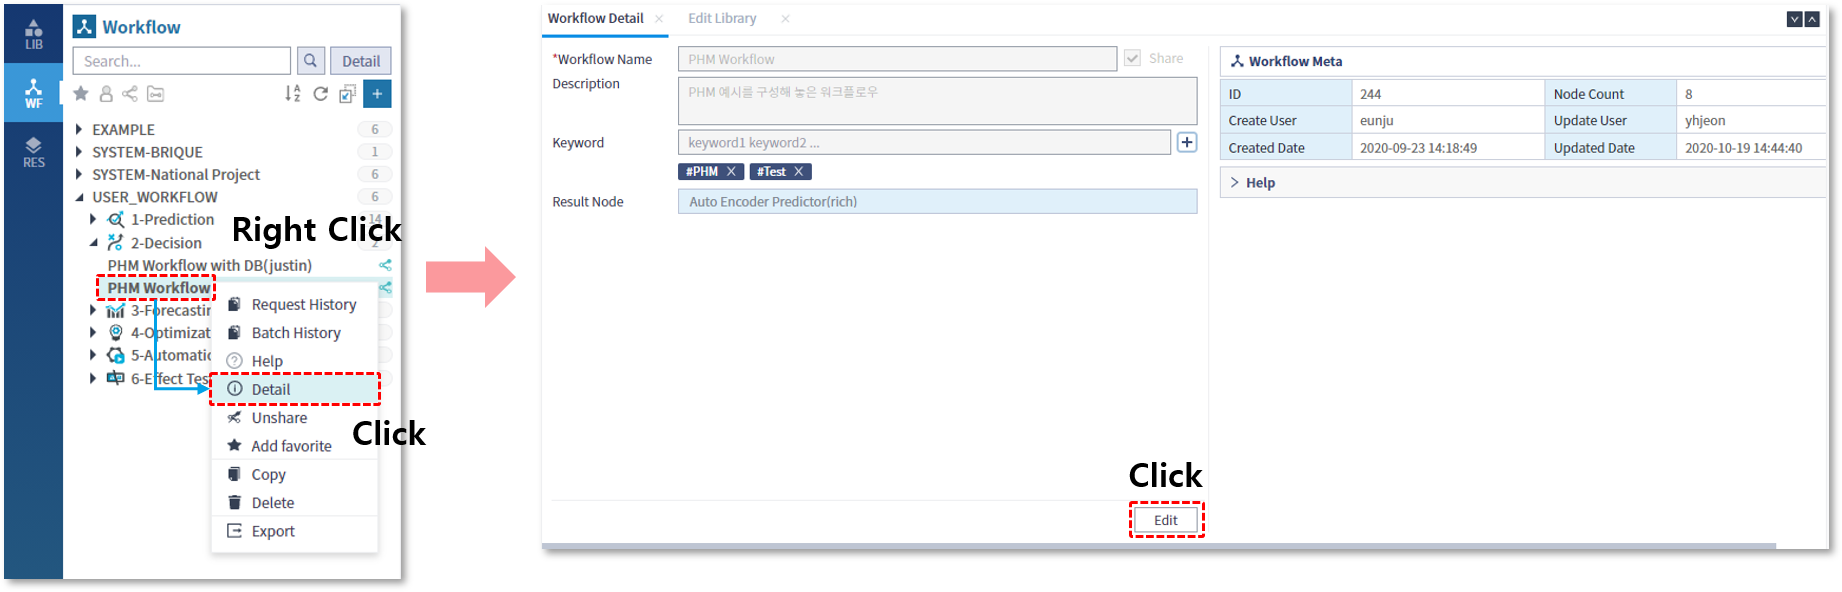 LIB
WF
RES
Workflow
Search...
Detail
EXAMPLE 6
SYSTEM-BRIQUE 1
SYSTEM-National Project 6
USER_WORKFLOW 6
1-Prediction 14
2-Decision 2
Right Click
PHM Workflow with DB(justin)
PHM Workflow
3-Forecastin
4-Optimizat
5-Automatic
6-Effect Tes
Request History
Batch History
Help
Detail
Unshare
Add favorite
Copy
Delete
Export
Click
Workflow Detail
Edit Library
*Workflow Name PHM Workflow Share
Description PHM 예시를 구성해 놓은 워크플로우
Keyword keyword1 keyword2 ...
#PHM #Test
Result Node Auto Encoder Predictor(rich)
Click
Edit
Workflow Meta
ID 244 Node Count 8
Create User eunju Update User yhjeon
Created Date 2020-09-23 14:18:49 Updated Date 2020-10-19 14:44:40
Help